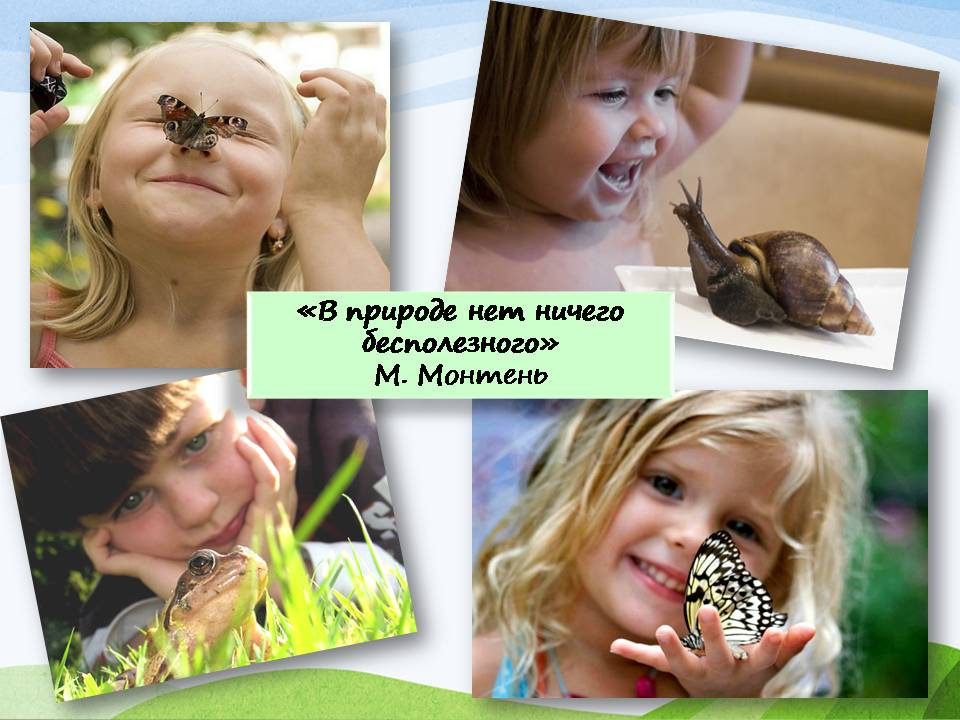 «В природе нет ничего
бесполезного»
М. Монтень